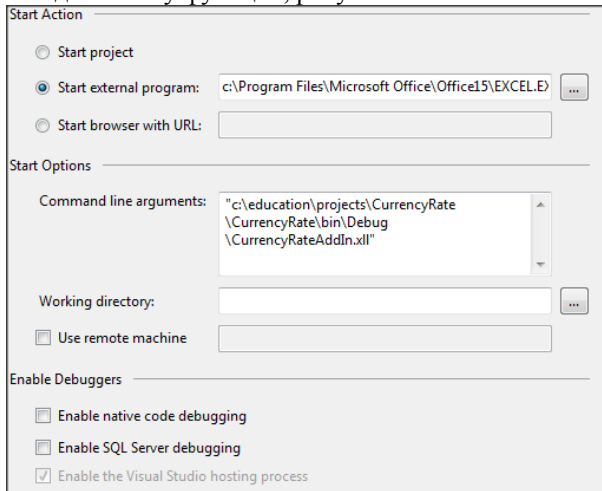 Start Action
Start project
Start external program: c:\Program Files\Microsoft Office\Office15\EXCEL.EX ...
Start browser with URL:
Start Options
Command line arguments: "c:\education\projects\CurrencyRate
\CurrencyRate\bin\Debug
\CurrencyRateAddIn.xll"
Working directory: ...
Use remote machine
Enable Debuggers
Enable native code debugging
Enable SQL Server debugging
Enable the Visual Studio hosting process